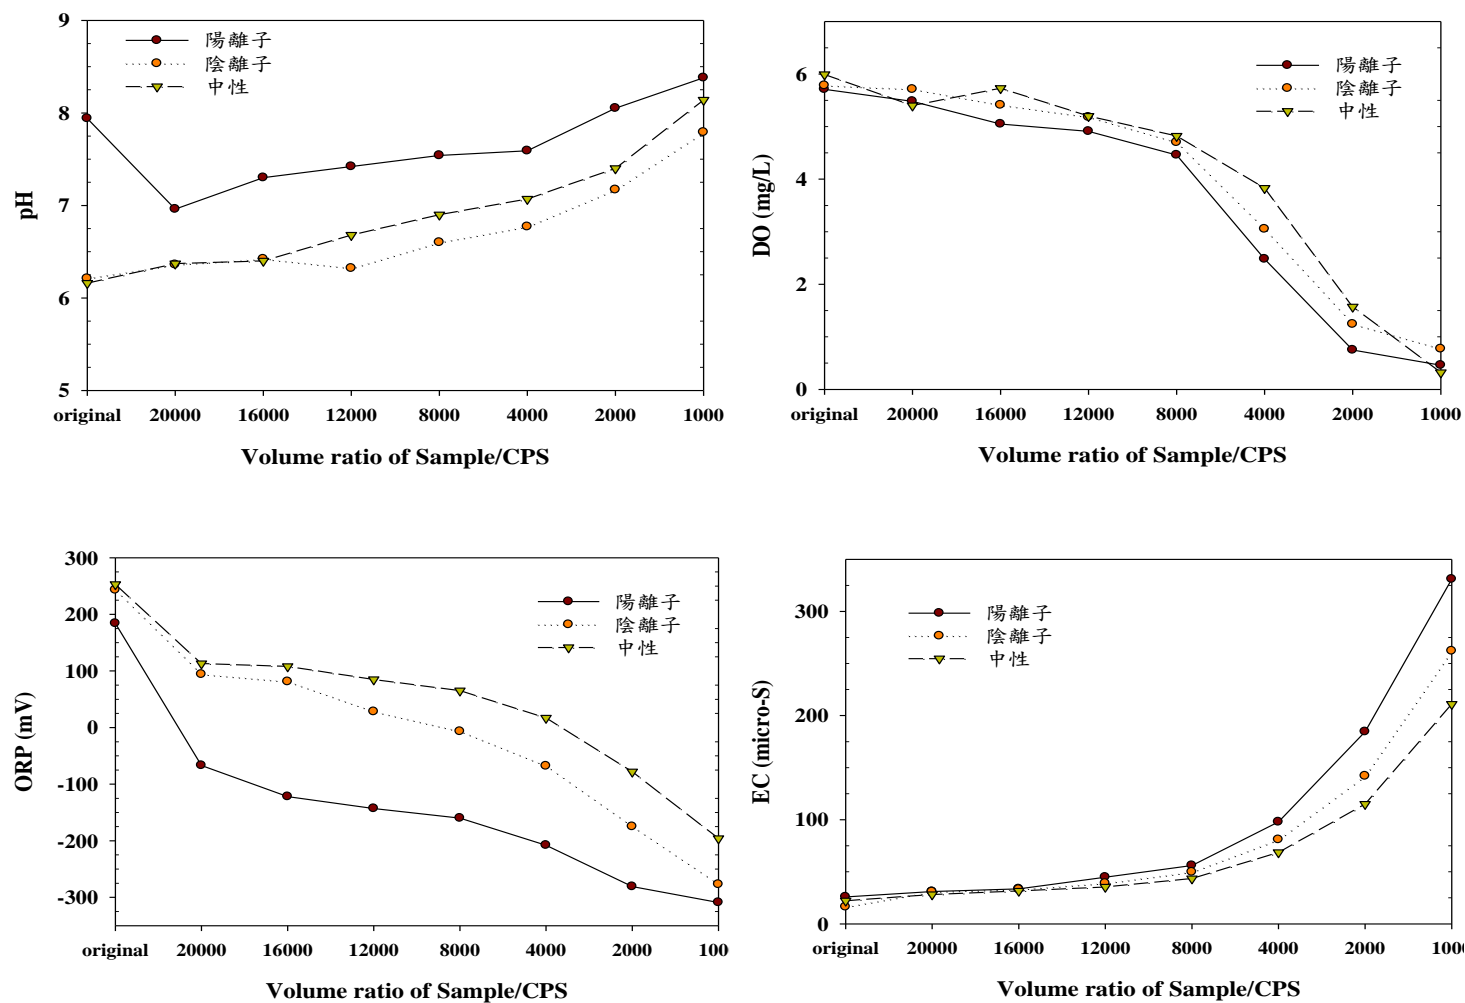 9
8
7
6
5
pH
陽離子
陰離子
中性
original 20000 16000 12000 8000 4000 2000 1000
Volume ratio of Sample/CPS
6
4
2
0
DO (mg/L)
陽離子
陰離子
中性
original 20000 16000 12000 8000 4000 2000 1000
Volume ratio of Sample/CPS
300
200
100
0
-100
-200
-300
ORP (mV)
陽離子
陰離子
中性
original 20000 16000 12000 8000 4000 2000 100
Volume ratio of Sample/CPS
300
200
100
0
EC (micro-S)
陽離子
陰離子
中性
original 20000 16000 12000 8000 4000 2000 1000
Volume ratio of Sample/CPS